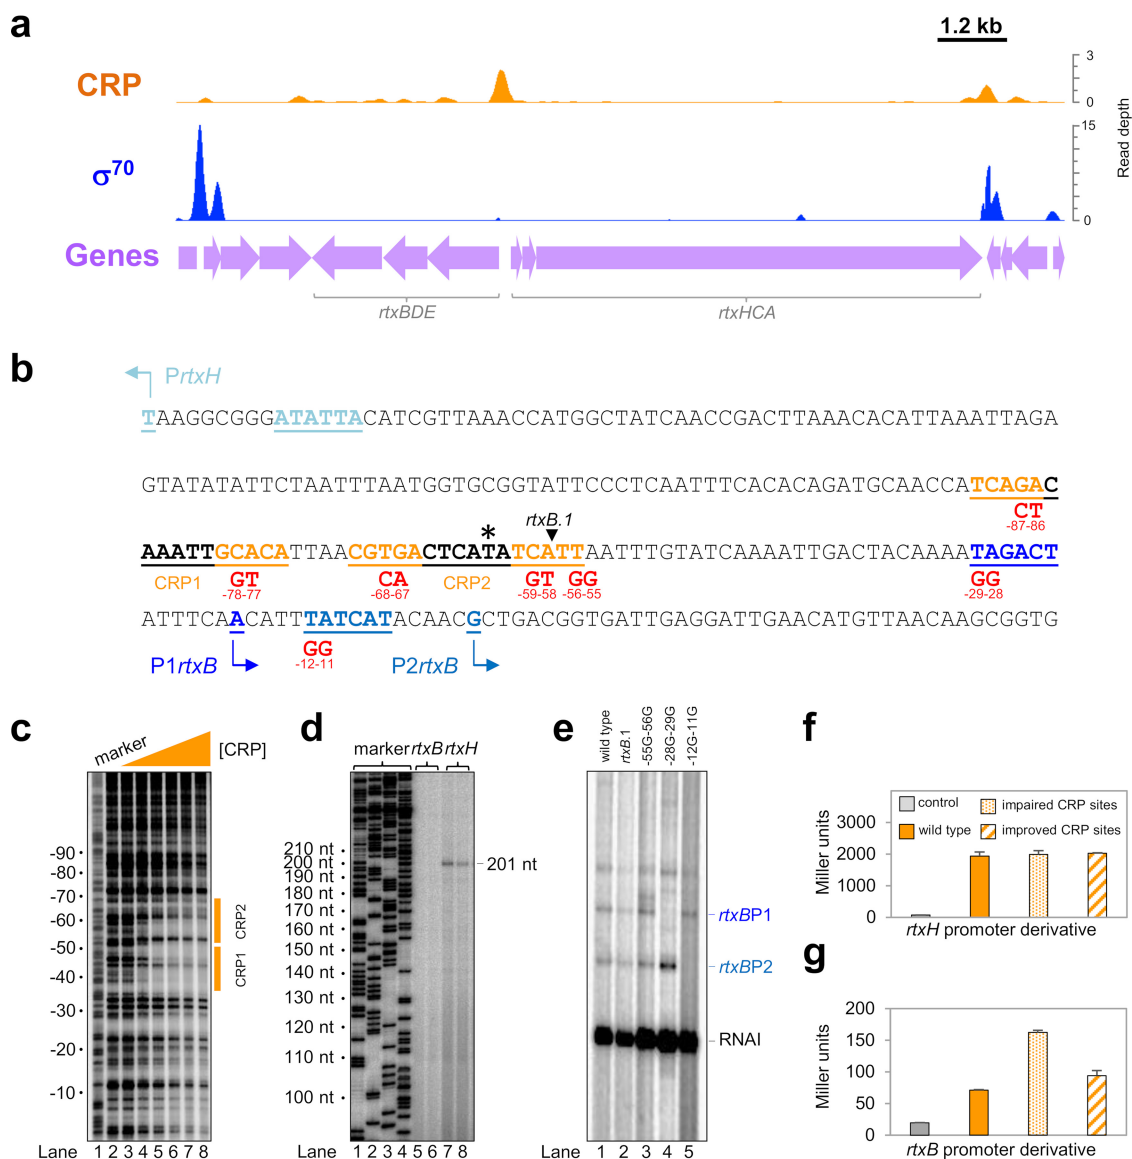 a
1.2 kb
CRP
3
0
σ70
15
0
Read depth
Genes
rtxBDE
rtxHCA
b
PrtxH
TAAGGCGGGATATTACATCGTTAAACCATGGCTATCAACCGACTTAAACACATTAAATTAGA
GTATATATTCTAATTTAATGGTGCGGTATTCCCTCAATTTCACACAGATGCAACCATCAGAC
CT
-87-86
* rtxB.1
AAATTGCACATTAACGTGACTCATATCATTAATTTGTATCAAAATTGACTACAAAATAGACT
CRP1 GT CA CRP2 GT GG GG
-78-77 -68-67 -59-58 -56-55 -29-28
ATTTCAACATTTATCATACAACGCTGACGGTGATTGAGGATTGAACATGTTAACAAGCGGTG
P1rtxB GG P2rtxB
-12-11
c
marker
[CRP]
-90
-80
-70
-60
-50
-40
-30
-20
-10
CRP2
CRP1
Lane 1 2 3 4 5 6 7 8
d
marker rtxB rtxH
210 nt
200 nt
190 nt
180 nt
170 nt
160 nt
150 nt
140 nt
130 nt
120 nt
110 nt
100 nt
201 nt
Lane 1 2 3 4 5 6 7 8
e
wild type
rtxB.1
-55G-56G
-28G-29G
-12G-11G
rtxBP1
rtxBP2
RNAI
Lane 1 2 3 4 5
f
control
impaired CRP sites
wild type
improved CRP sites
Miller units
3000
2000
1000
0
rtxH promoter derivative
g
Miller units
200
150
100
50
0
rtxB promoter derivative